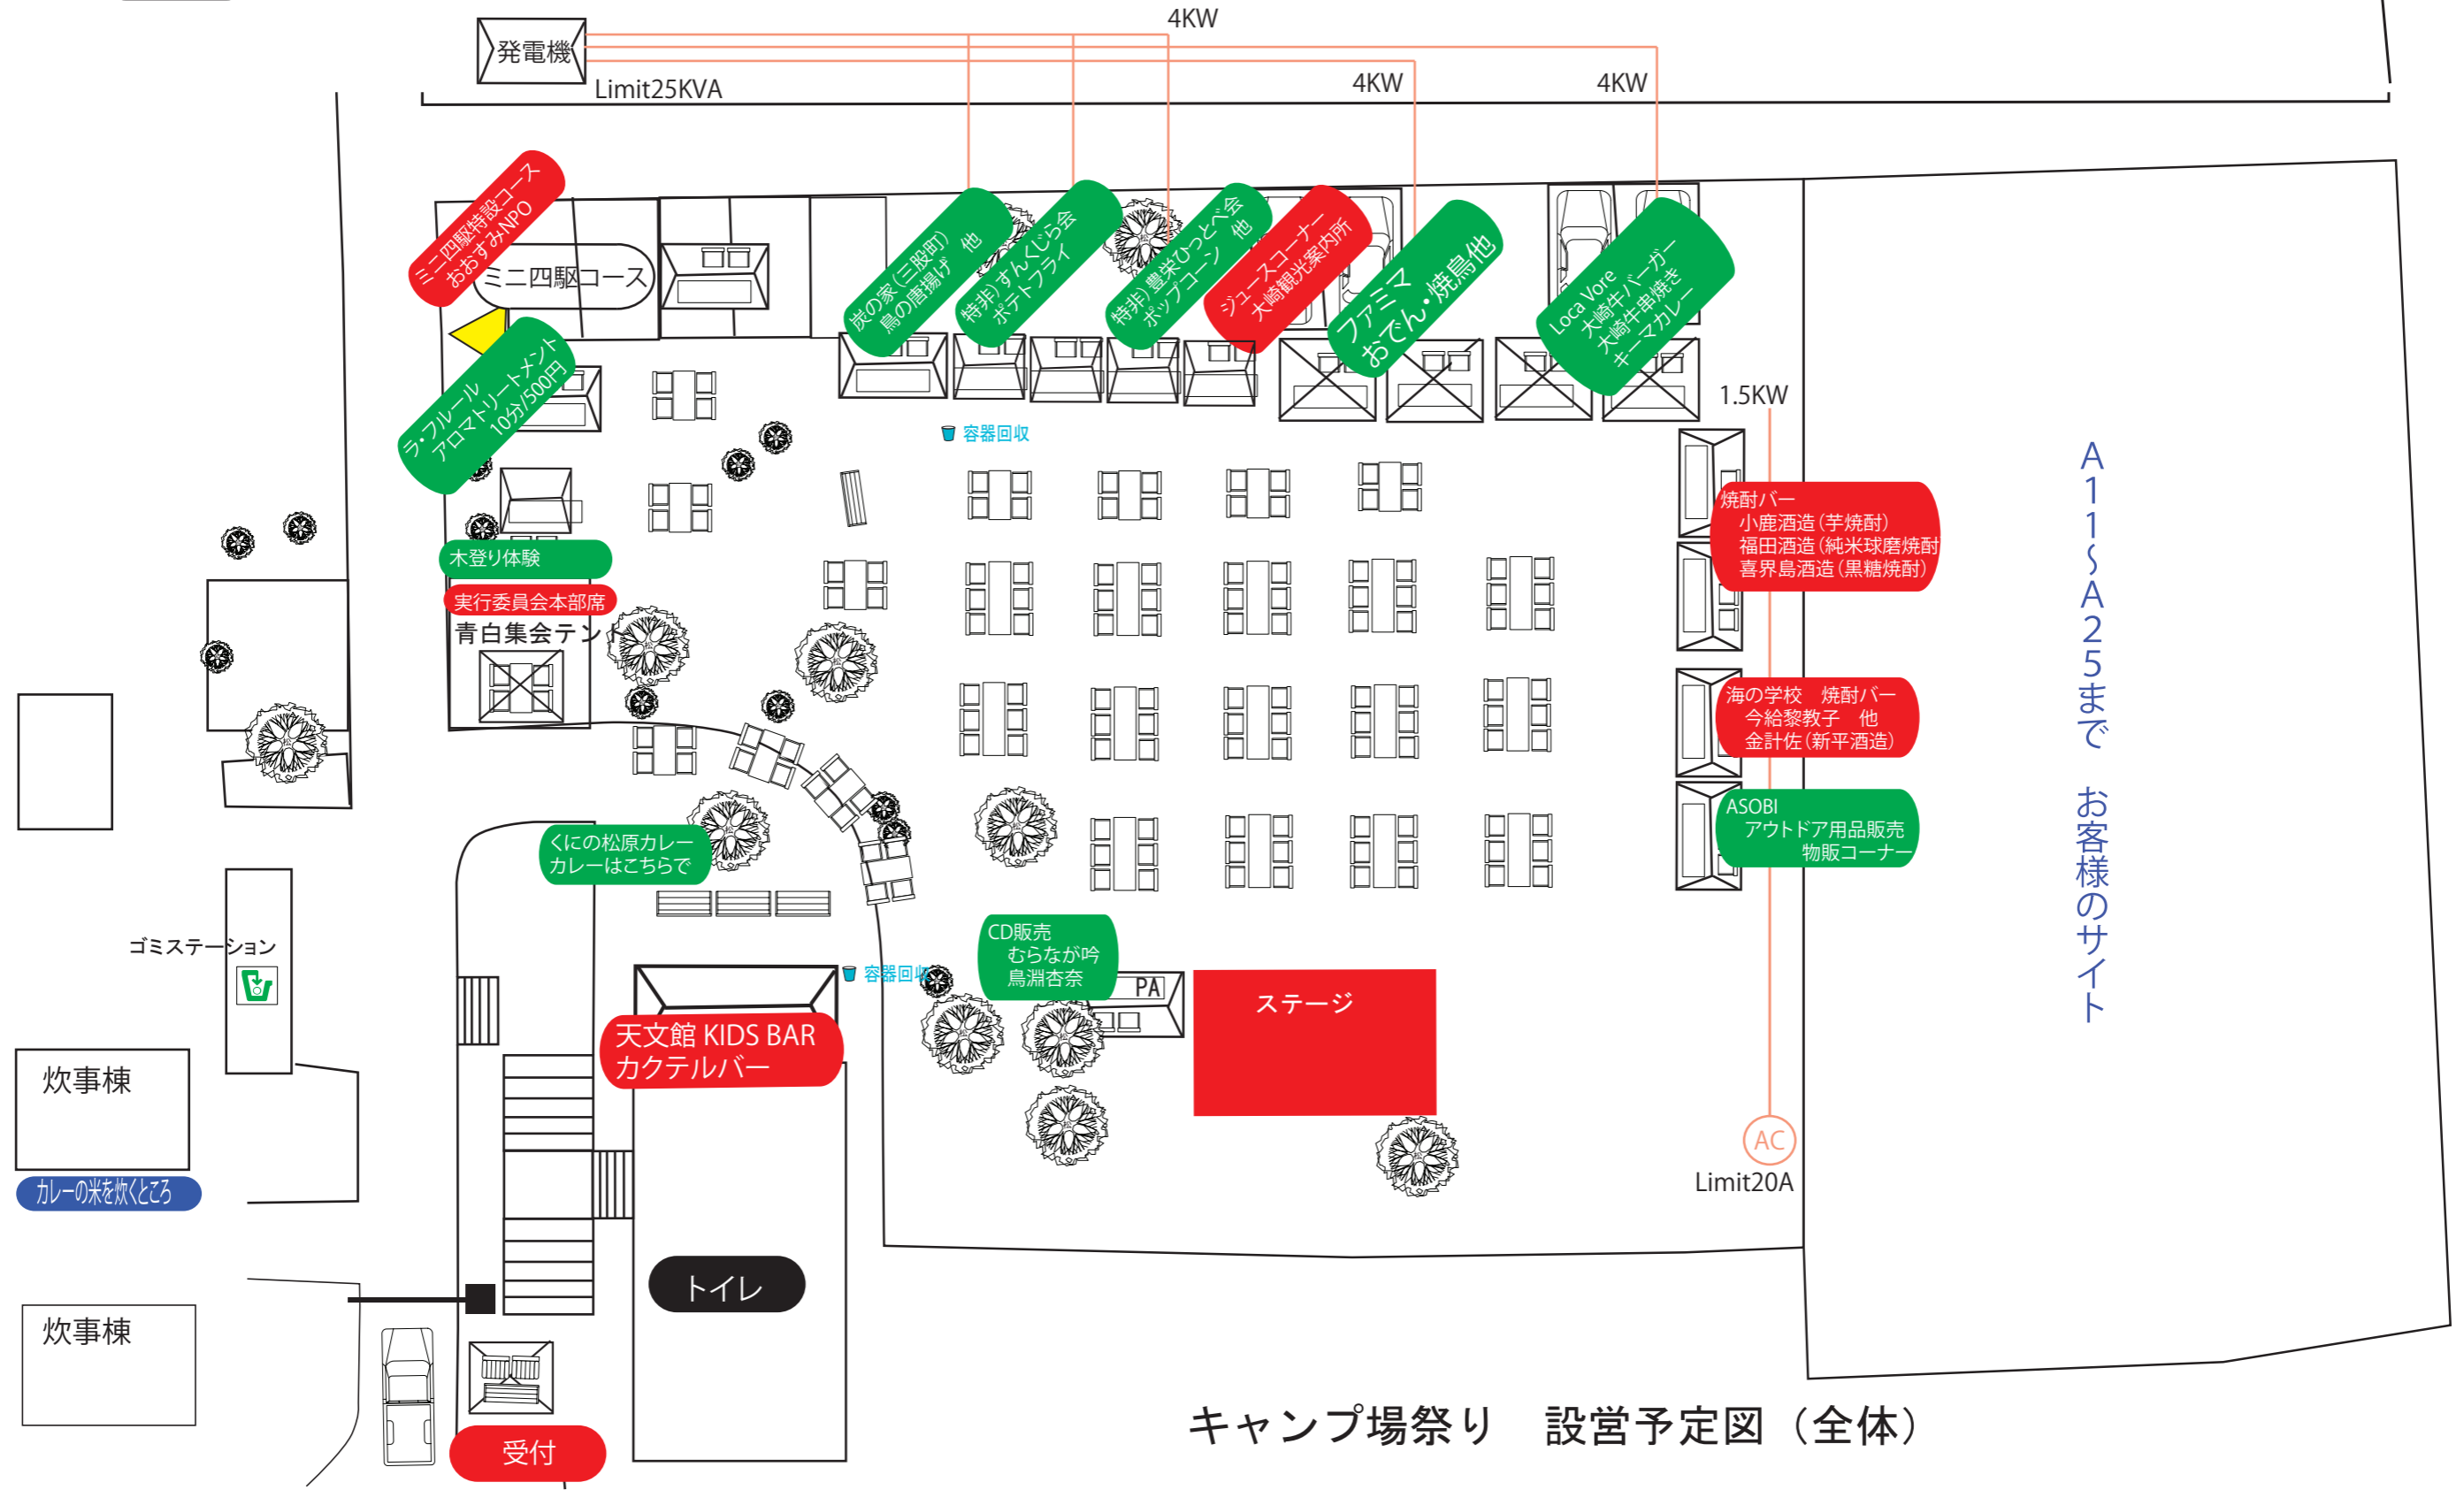 4KW
発電機
Limit25KVA
4KW
4KW
ミニ四駆特設コース
おおすみNPO
ミニ四駆コース
炭の家(三股町)
鳥の唐揚げ 他
特非)すんくじら会
ポテトフライ
特非)豊栄ひっとべ会
ポップコーン 他
ジュースコーナー
大崎観光案内所
ファミマ
おでん・焼鳥他
Loca Vore
大崎牛バーガー
大崎牛串焼き
キーマカレー
ラ・フルール
アロマトリートメント
10分/500円
1.5KW
容器回収
焼酎バー
小鹿酒造(芋焼酎)
福田酒造(純米球磨焼酎
喜界島酒造(黒糖焼酎)
木登り体験
実行委員会本部席
青白集会テント
海の学校 焼酎バー
今給黎教子 他
金計佐(新平酒造)
ASOBI
アウトドア用品販売
物販コーナー
A11～A25まで お客様のサイト
くにの松原カレー
カレーはこちらで
ゴミステーション
容器回収
CD販売
むらなが吟
鳥淵杏奈
PA
ステージ
天文館 KIDS BAR
カクテルバー
炊事棟
カレーの米を炊くところ
AC
Limit20A
トイレ
炊事棟
受付
キャンプ場祭り 設営予定図（全体）
松
松
松
松
松
松
松
松
松